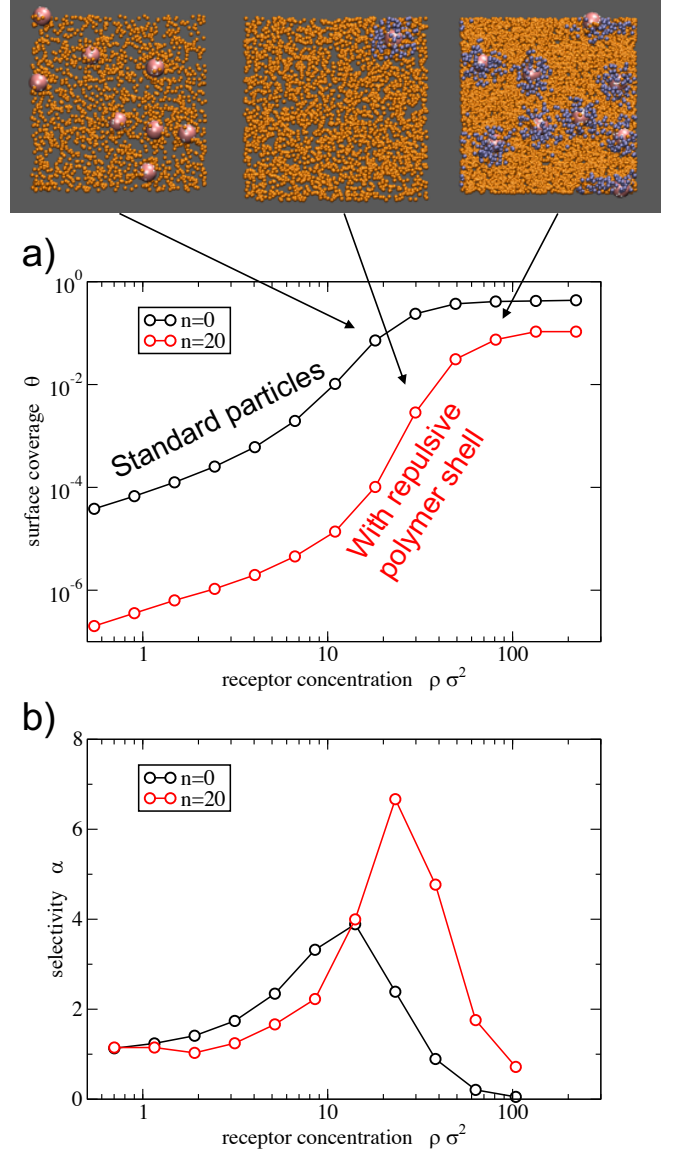 a)
10^0
10^-2
10^-4
10^-6
surface coverage θ
n=0
n=20
Standard particles
With repulsive
polymer shell
1
10
100
receptor concentration ρ σ^2
b)
8
6
4
2
0
selectivity α
n=0
n=20
1
10
100
receptor concentration ρ σ^2